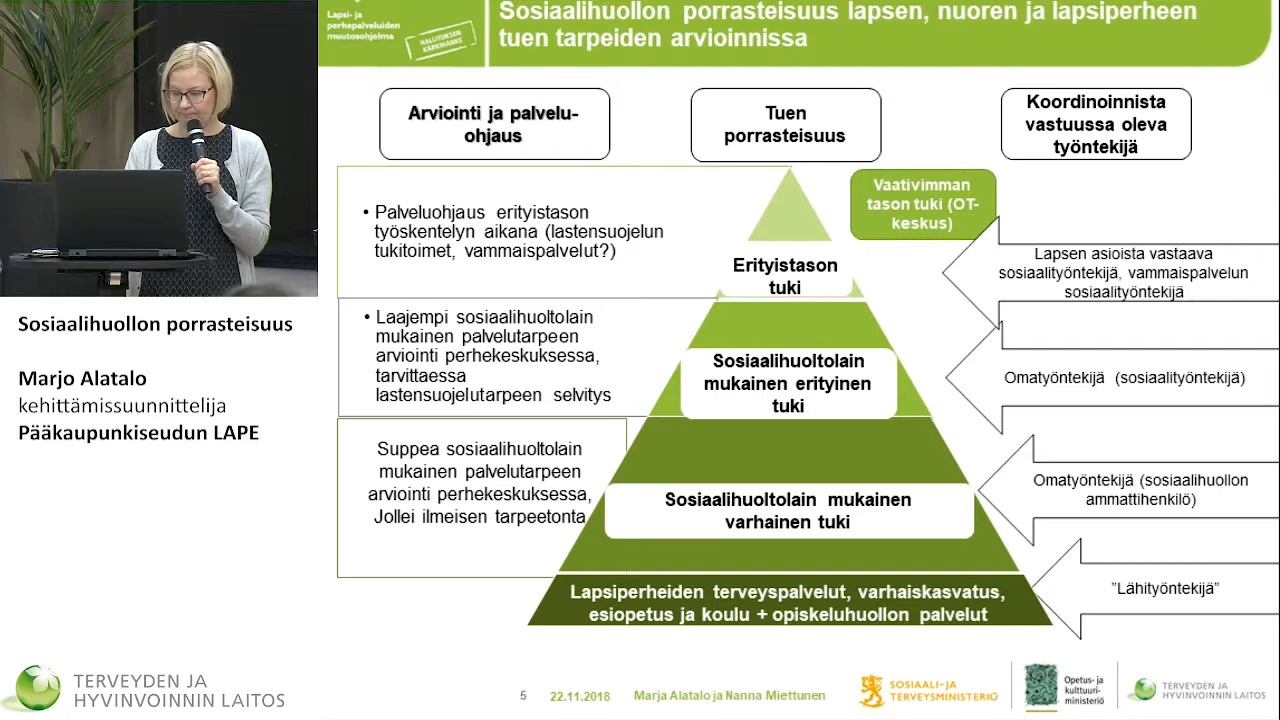 Lapsi- ja
perhepalveluiden
muutosohjelma
HALLITUKSEN
KÄRKIHANKE
Sosiaalihuollon porrasteisuus lapsen, nuoren ja lapsiperheen
tuen tarpeiden arvioinnissa
Arviointi ja palvelu-
ohjaus
Tuen
porrasteisuus
Koordinoinnista
vastuussa oleva
työntekijä
• Palveluohjaus erityistason
työskentelyn aikana (lastensuojelun
tukitoimet, vammaispalvelut?)
Vaativimman
tason tuki (OT-
keskus)
Erityistason
tuki
Lapsen asioista vastaava
sosiaalityöntekijä, vammaispalvelun
sosiaalityöntekijä
• Laajempi sosiaalihuoltolain
mukainen palvelutarpeen
arviointi perhekeskuksessa,
tarvittaessa
lastensuojelutarpeen selvitys
Sosiaalihuoltolain
mukainen erityinen
tuki
Omatyöntekijä (sosiaalityöntekijä)
Suppea sosiaalihuoltolain
mukainen palvelutarpeen
arviointi perhekeskuksessa,
Jollei ilmeisen tarpeetonta
Sosiaalihuoltolain mukainen
varhainen tuki
Omatyöntekijä (sosiaalihuollon
ammattihenkilö)
Lapsiperheiden terveyspalvelut, varhaiskasvatus,
esiopetus ja koulu + opiskeluhuollon palvelut
”Lähityöntekijä”
Sosiaalihuollon porrasteisuus
Marjo Alatalo
kehittämissuunnittelija
Pääkaupunkiseudun LAPE
TERVEYDEN JA
HYVINVOINNIN LAITOS
5
22.11.2018
Marja Alatalo ja Nanna Miettunen
SOSIAALI- JA
TERVEYSMINISTERIÖ
Opetus- ja
kulttuuri-
ministeriö
TERVEYDEN JA
HYVINVOINNIN LAITOS